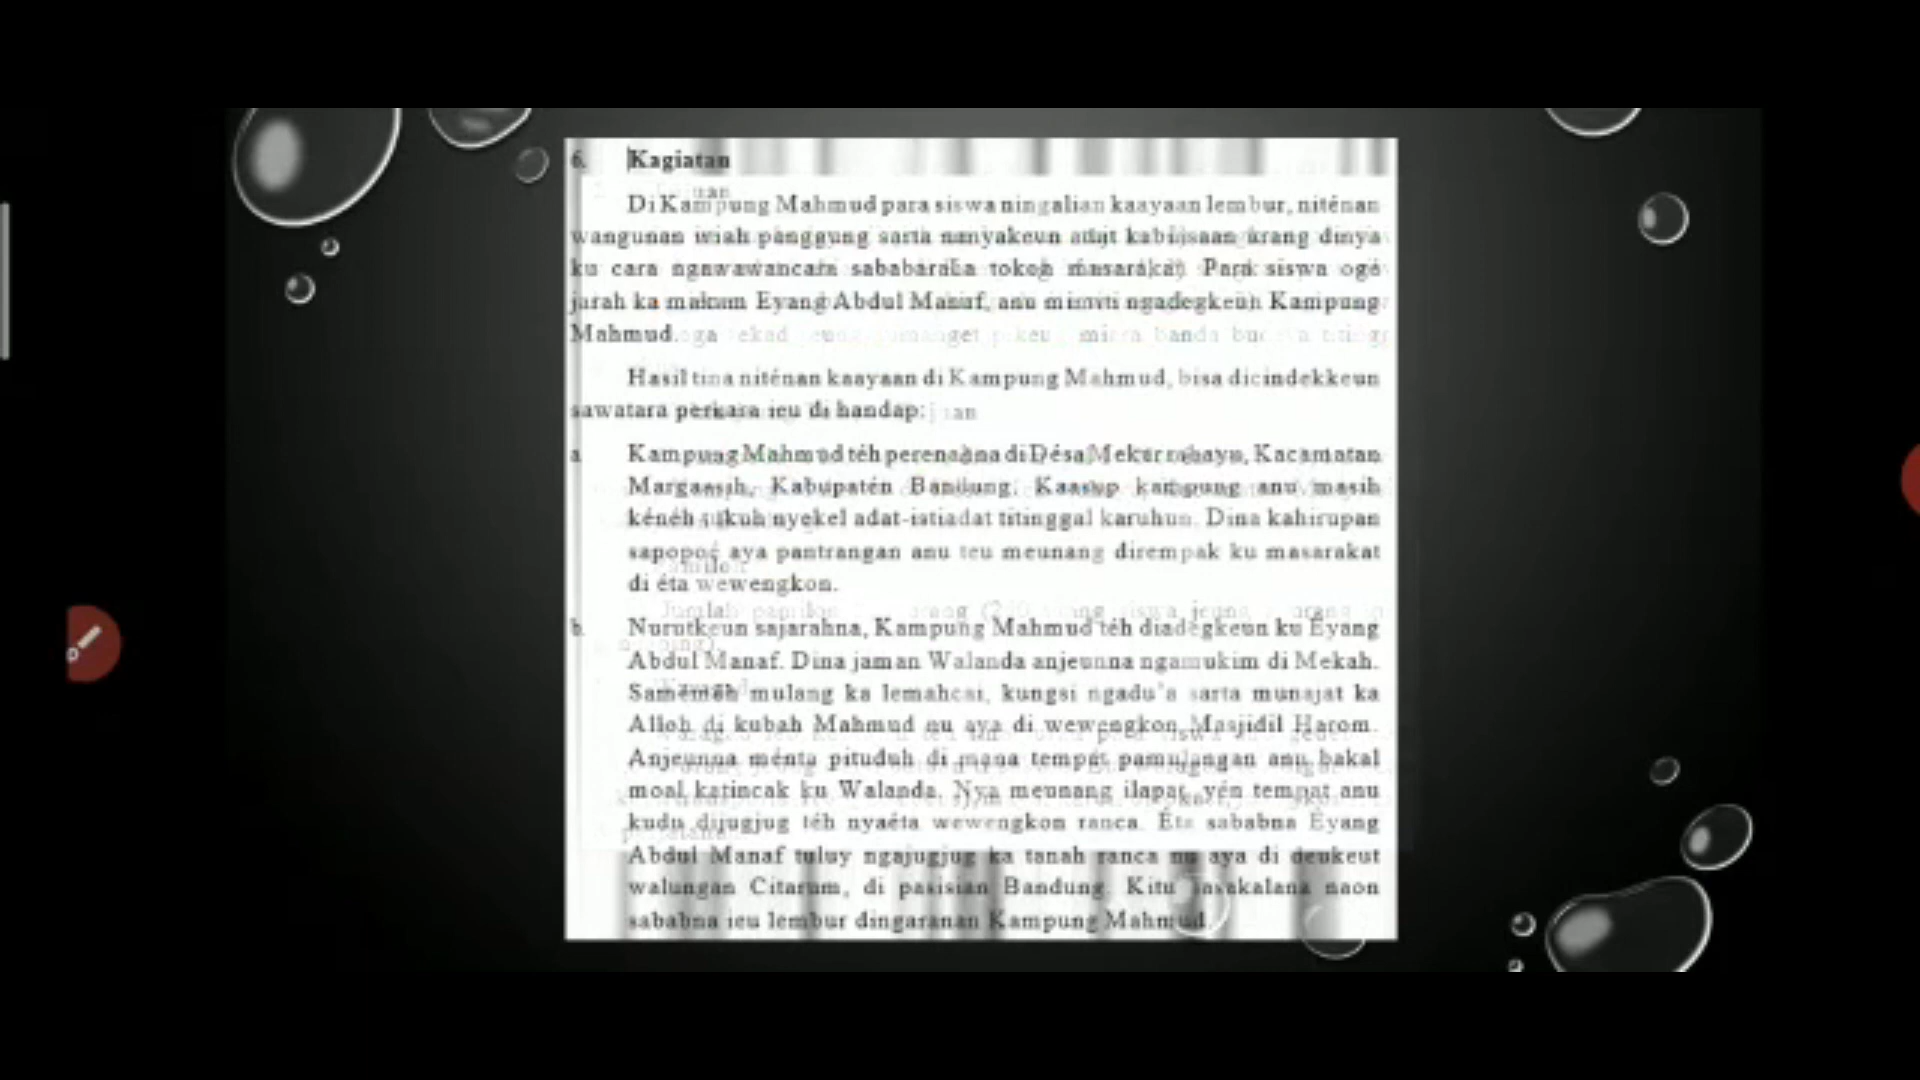 6. Kagiatan
Di Kampung Mahmud para siswa ningalian kaayaan lembur, niténan
wangunan imah panggung sarta nanyakeun adat kabiasaan urang dinya
ku cara ngawawancara sababaraha tokoh masarakat. Para siswa ogé
jarah ka makam Eyang Abdul Manaf, anu mimiti ngadegkeun Kampung
Mahmud.
Hasil tina niténan kaayaan di Kampung Mahmud, bisa dicindekkeun
sawatara perkara ieu di handap:
a Kampung Mahmud téh perenahna di Désa Mekarrahayu, Kacamatan
Margaasih, Kabupatén Bandung. Kaasup kampung anu masih
kénéh cukuh nyekel adat-istiadat titinggal karuhun. Dina kahirupan
sapopoé aya pantrangan anu teu meunang dirempak ku masarakat
di éta wewengkon.
b. Nurutkeun sajarahna, Kampung Mahmud téh diadegkeun ku Eyang
Abdul Manaf. Dina jaman Walanda anjeunna ngamukim di Mekah.
Saméméh mulang ka lemahcai, kungsi ngadu'a sarta munajat ka
Alloh di kubah Mahmud nu aya di wewengkon Masjidil Harom.
Anjeunna ménta pituduh di mana tempat pamulangan anu bakal
moal katincak ku Walanda. Nya meunang ilapat, yén tempat anu
kudu dijugjug téh nyaéta wewengkon ranca. Éta sababna Eyang
Abdul Manaf tuluy ngajugjug ka tanah ranca nu aya di deukeut
walungan Citarum, di pasisian Bandung. Kitu sasakalana naon
sababna ieu lembur dingaranan Kampung Mahmud.